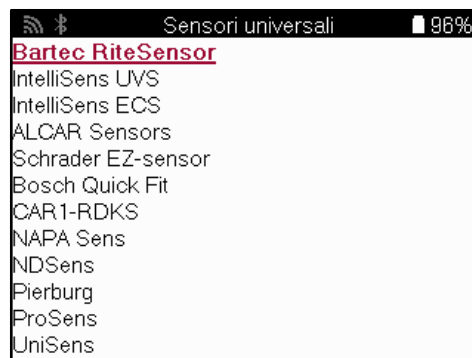 Sensori universali 96%
Bartec RiteSensor
IntelliSens UVS
IntelliSens ECS
ALCAR Sensors
Schrader EZ-sensor
Bosch Quick Fit
CAR1-RDKS
NAPA Sens
NDSens
Pierburg
ProSens
UniSens